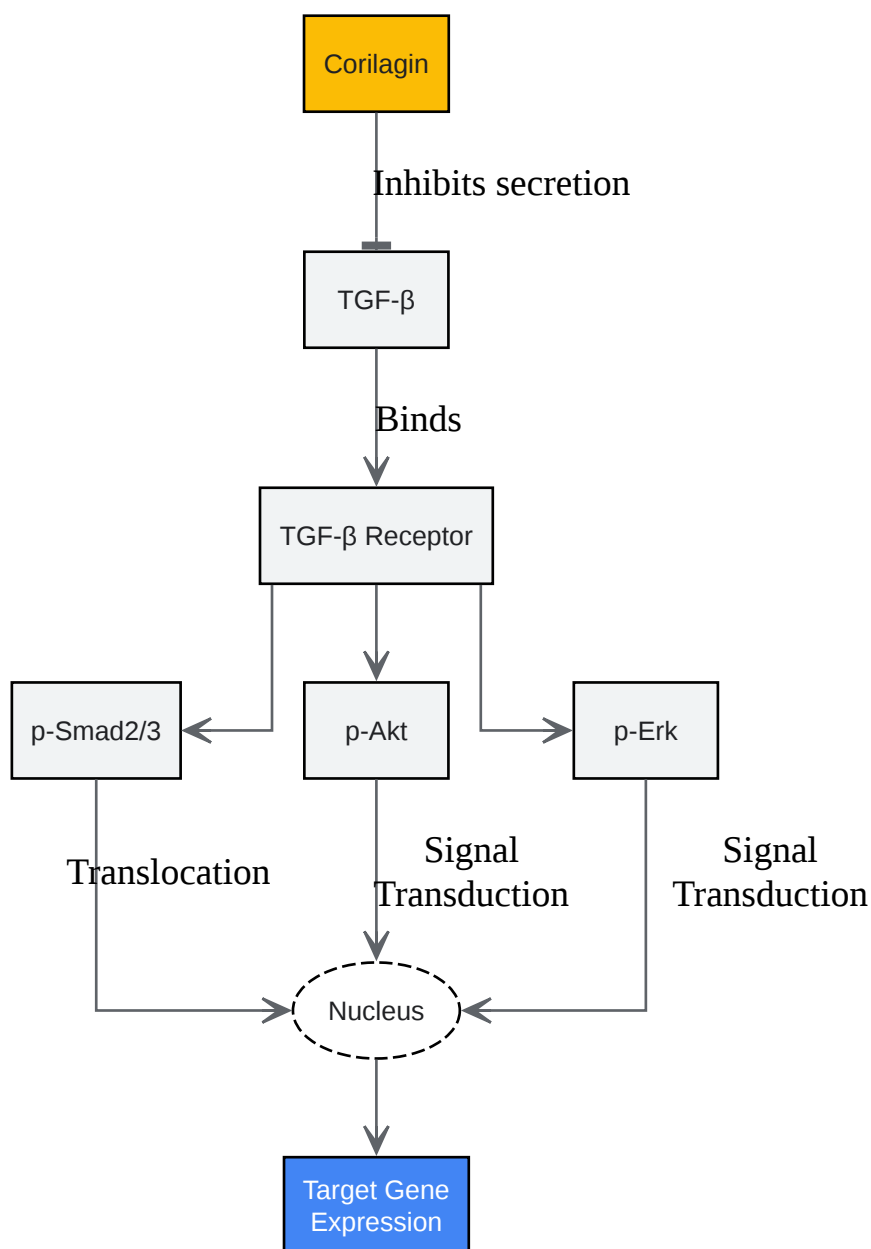 Corilagin
Inhibits secretion
TGF-β
Binds
TGF-β Receptor
p-Smad2/3
p-Akt
p-Erk
Translocation
Signal
Transduction
Signal
Transduction
Nucleus
Target Gene
Expression